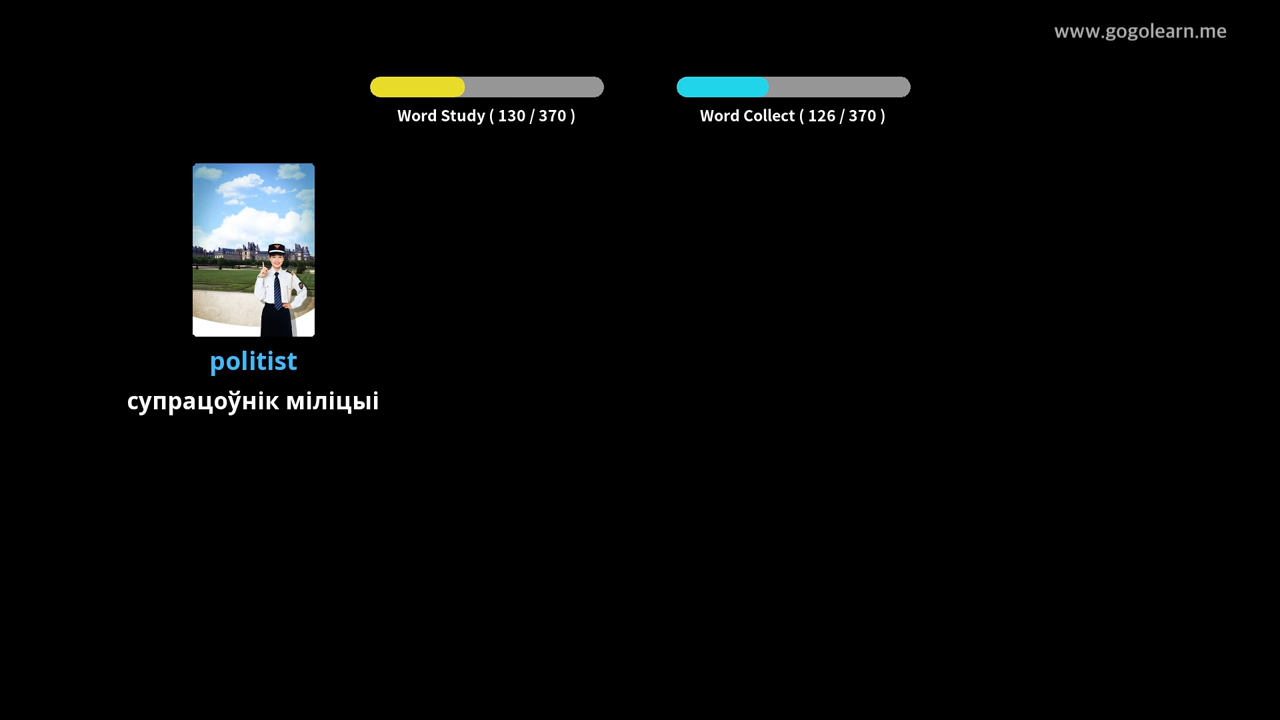 www.gogolearn.me
Word Study ( 130 / 370 )
Word Collect ( 126 / 370 )
politist
супрацоўнік міліцыі